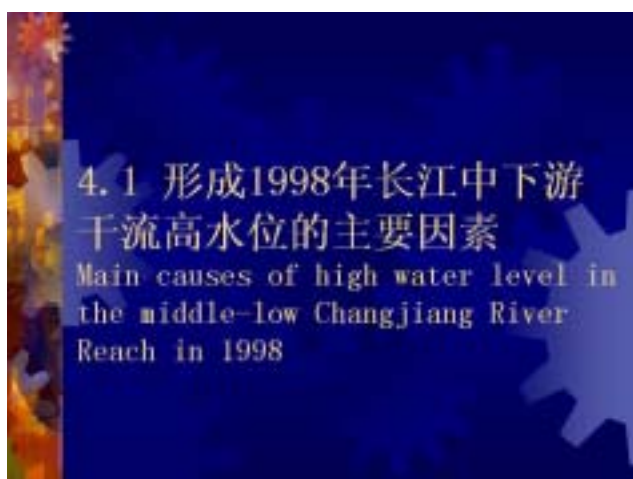 4.1 形成1998年长江中下游
干流高水位的主要因素
Main causes of high water level in
the middle-low Changjiang River
Reach in 1998